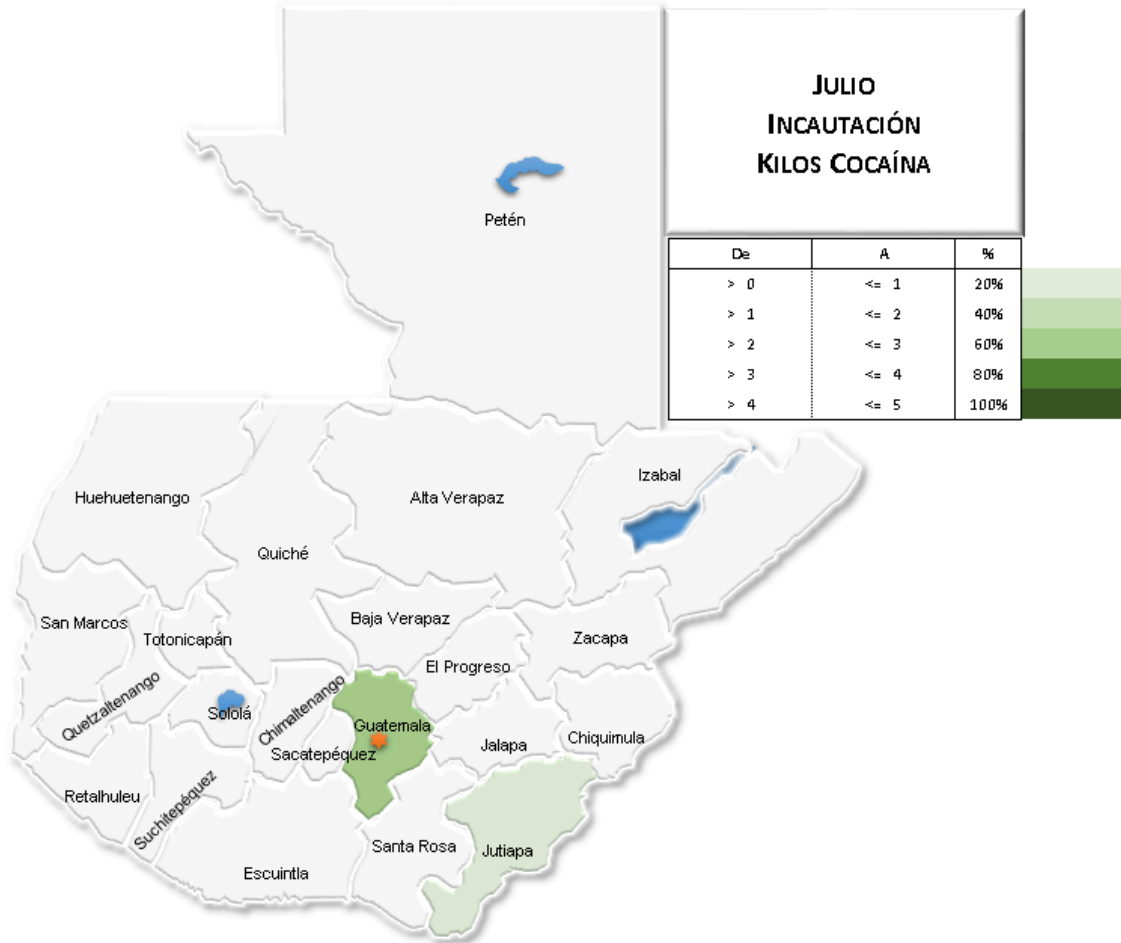 JULIO
INCAUTACIÓN
KILOS COCAÍNA
De A %
> 0 <= 1 20%
> 1 <= 2 40%
> 2 <= 3 60%
> 3 <= 4 80%
> 4 <= 5 100%
Petén
Izabal
Huehuetenango
Alta Verapaz
Quiché
San Marcos
Totonicapán
Baja Verapaz
Zacapa
El Progreso
Quetzaltenango
Sololá
Chimaltenango
Guatemala
Sacatepéquez
Jalapa
Chiquimula
Retalhuleu
Suchitepéquez
Santa Rosa
Jutiapa
Escuintla